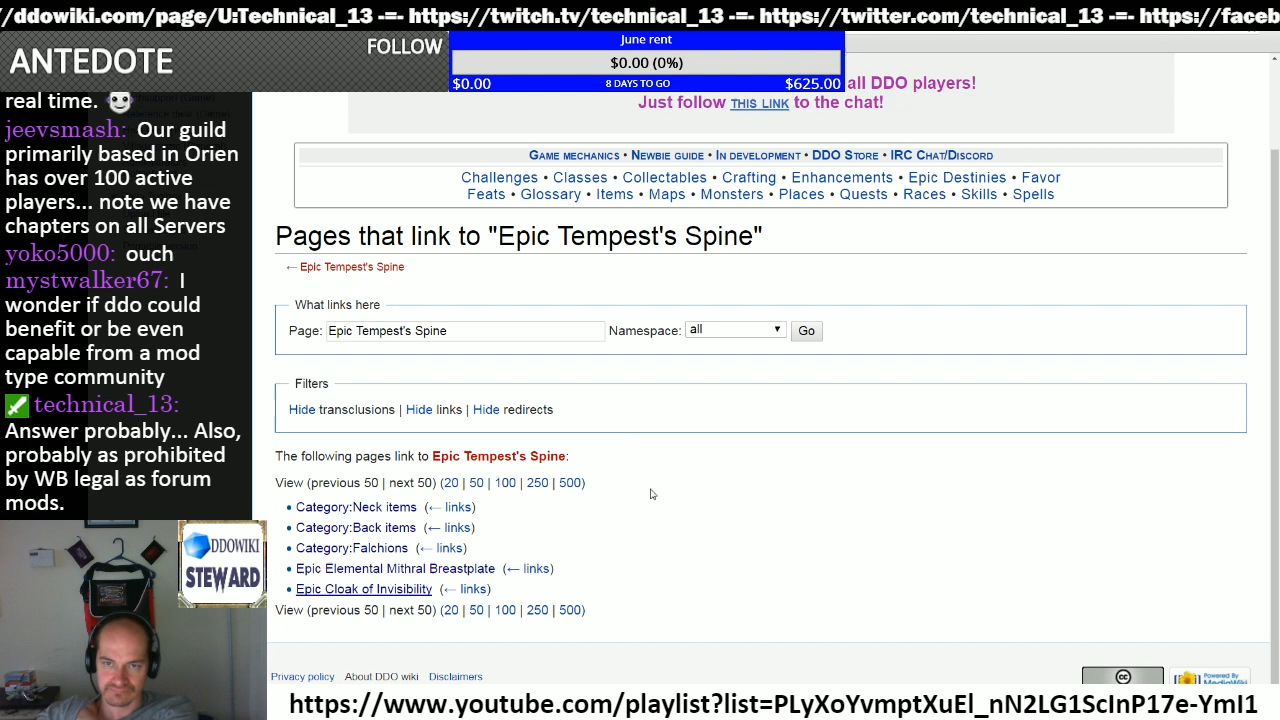 /ddowiki.com/page/U:Technical_13 -=- https://twitch.tv/technical_13 -=- https://twitter.com/technical_13 -=- https://faceb
ANTEDOTE
FOLLOW
June rent
$0.00 (0%)
$0.00 8 DAYS TO GO $625.00
all DDO players!
Just follow THIS LINK to the chat!
real time.
jeevsmash: Our guild
primarily based in Orien
has over 100 active
players... note we have
chapters on all Servers
yoko5000: ouch
mystwalker67: I
wonder if ddo could
benefit or be even
capable from a mod
type community
technical_13:
Answer probably... Also,
probably as prohibited
by WB legal as forum
mods.
DDOWIKI
STEWARD
Game mechanics • Newbie guide • In development • DDO Store • IRC Chat/Discord
Challenges • Classes • Collectables • Crafting • Enhancements • Epic Destinies • Favor
Feats • Glossary • Items • Maps • Monsters • Places • Quests • Races • Skills • Spells
Pages that link to "Epic Tempest's Spine"
← Epic Tempest's Spine
What links here
Page: Epic Tempest's Spine Namespace: all Go
Filters
Hide transclusions | Hide links | Hide redirects
The following pages link to Epic Tempest's Spine:
View (previous 50 | next 50) (20 | 50 | 100 | 250 | 500)
• Category:Neck items (← links)
• Category:Back items (← links)
• Category:Falchions (← links)
• Epic Elemental Mithral Breastplate (← links)
• Epic Cloak of Invisibility (← links)
View (previous 50 | next 50) (20 | 50 | 100 | 250 | 500)
Privacy policy About DDO wiki Disclaimers
cc
Powered By
https://www.youtube.com/playlist?list=PLyXoYvmptXuEl_nN2LG1ScInP17e-YmI1